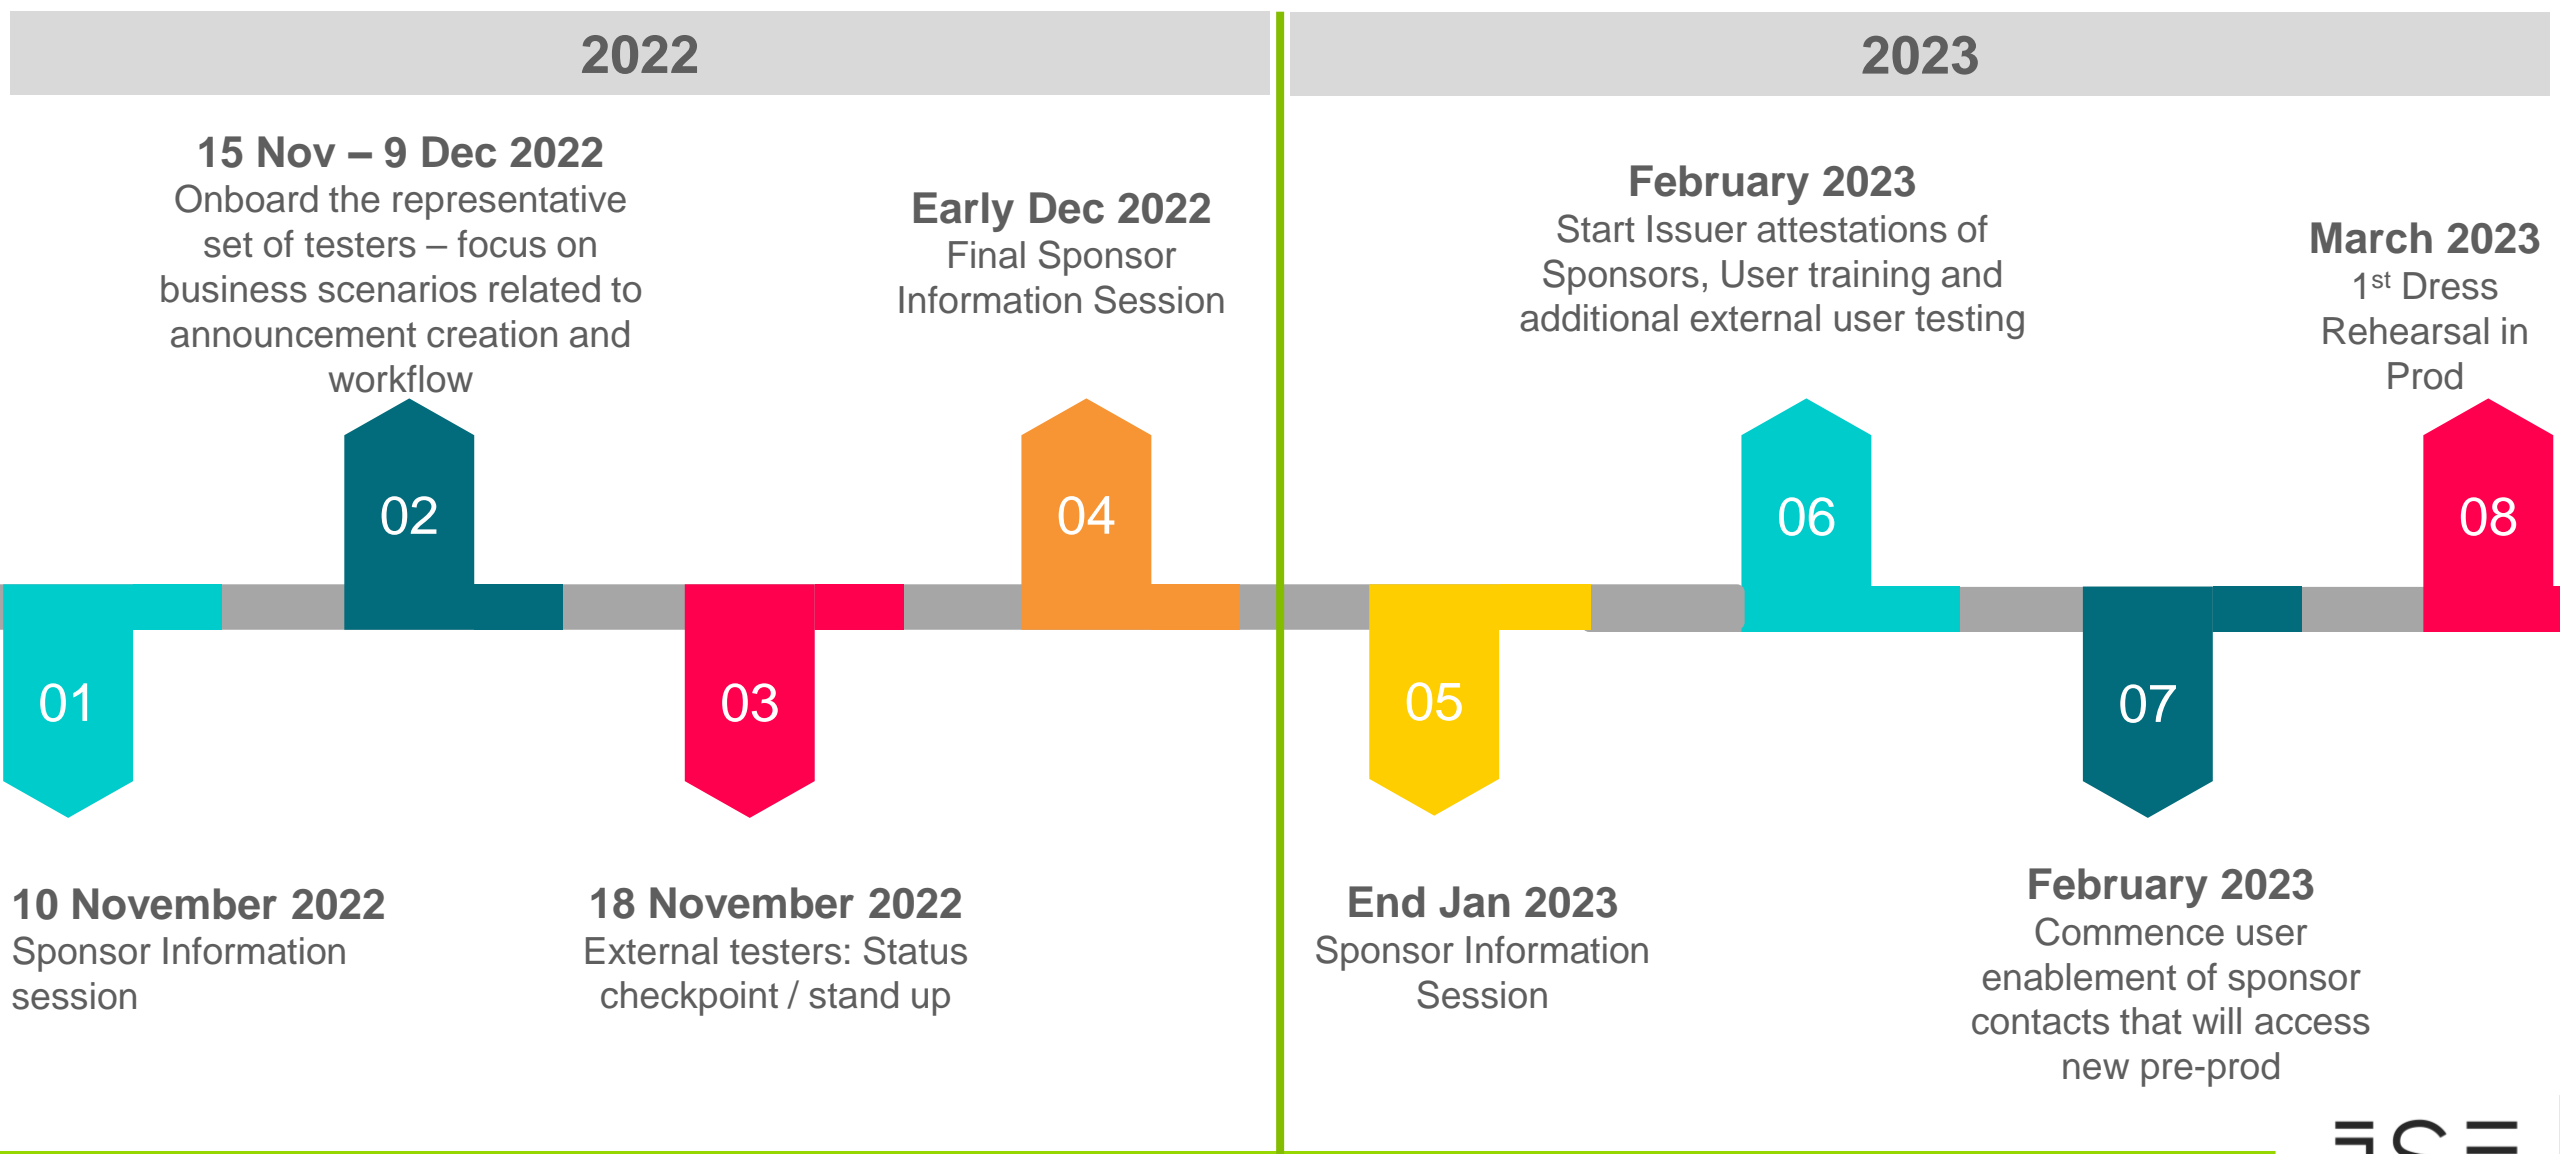 2022
2023
15 Nov – 9 Dec 2022
Onboard the representative
set of testers – focus on
business scenarios related to
announcement creation and
workflow
Early Dec 2022
Final Sponsor
Information Session
February 2023
Start Issuer attestations of
Sponsors, User training and
additional external user testing
March 2023
1st Dress
Rehearsal in
Prod
02
04
06
08
01
03
05
07
10 November 2022
Sponsor Information
session
18 November 2022
External testers: Status
checkpoint / stand up
End Jan 2023
Sponsor Information
Session
February 2023
Commence user
enablement of sponsor
contacts that will access
new pre-prod